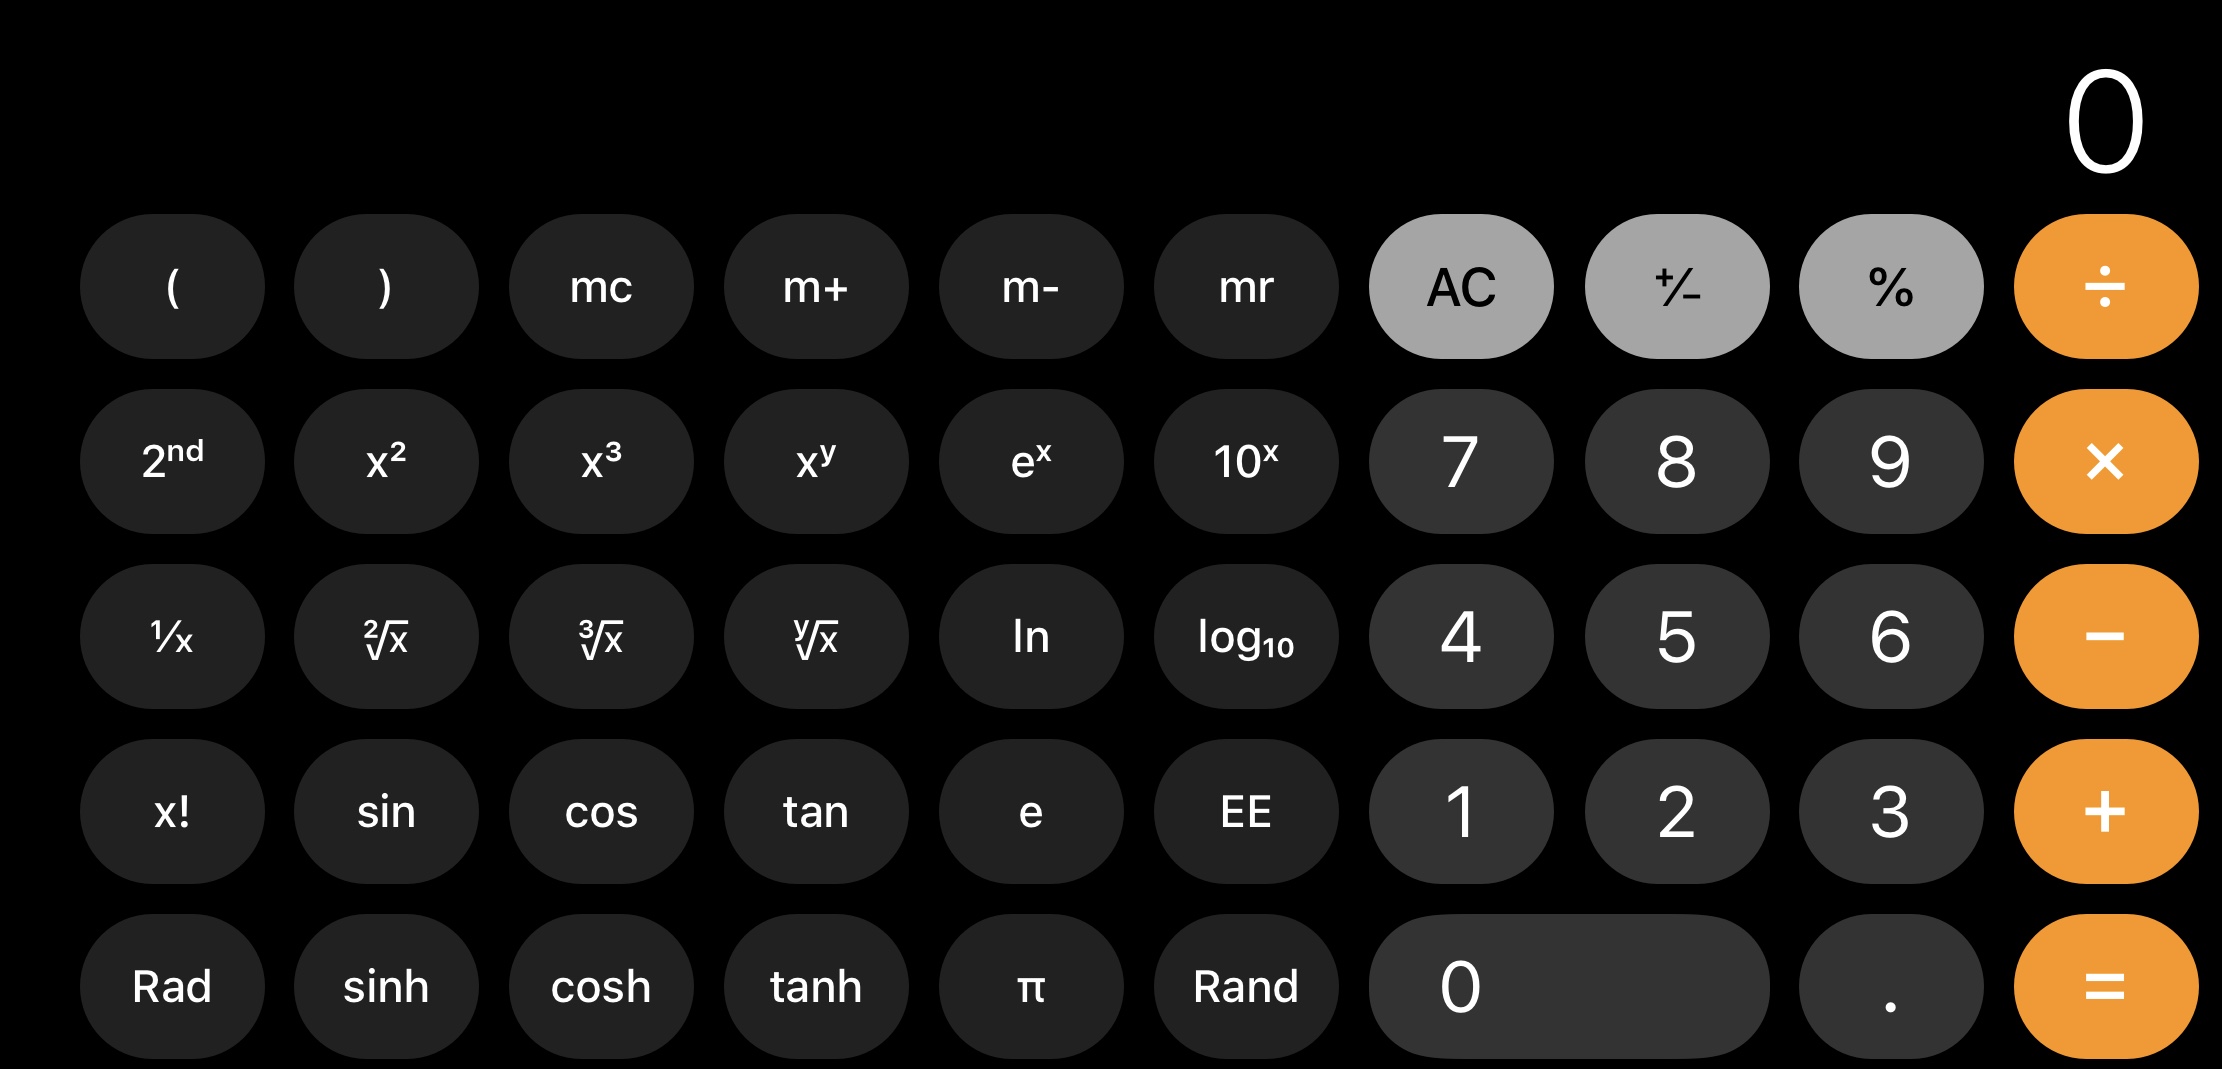 0
( ) mc m+ m- mr AC ⁺∕₋ % ÷
2ⁿᵈ x² x³ xʸ eˣ 10ˣ 7 8 9 ×
¹∕x ²√x ³√x ʸ√x ln log₁₀ 4 5 6 −
x! sin cos tan e EE 1 2 3 +
Rad sinh cosh tanh π Rand 0 . =